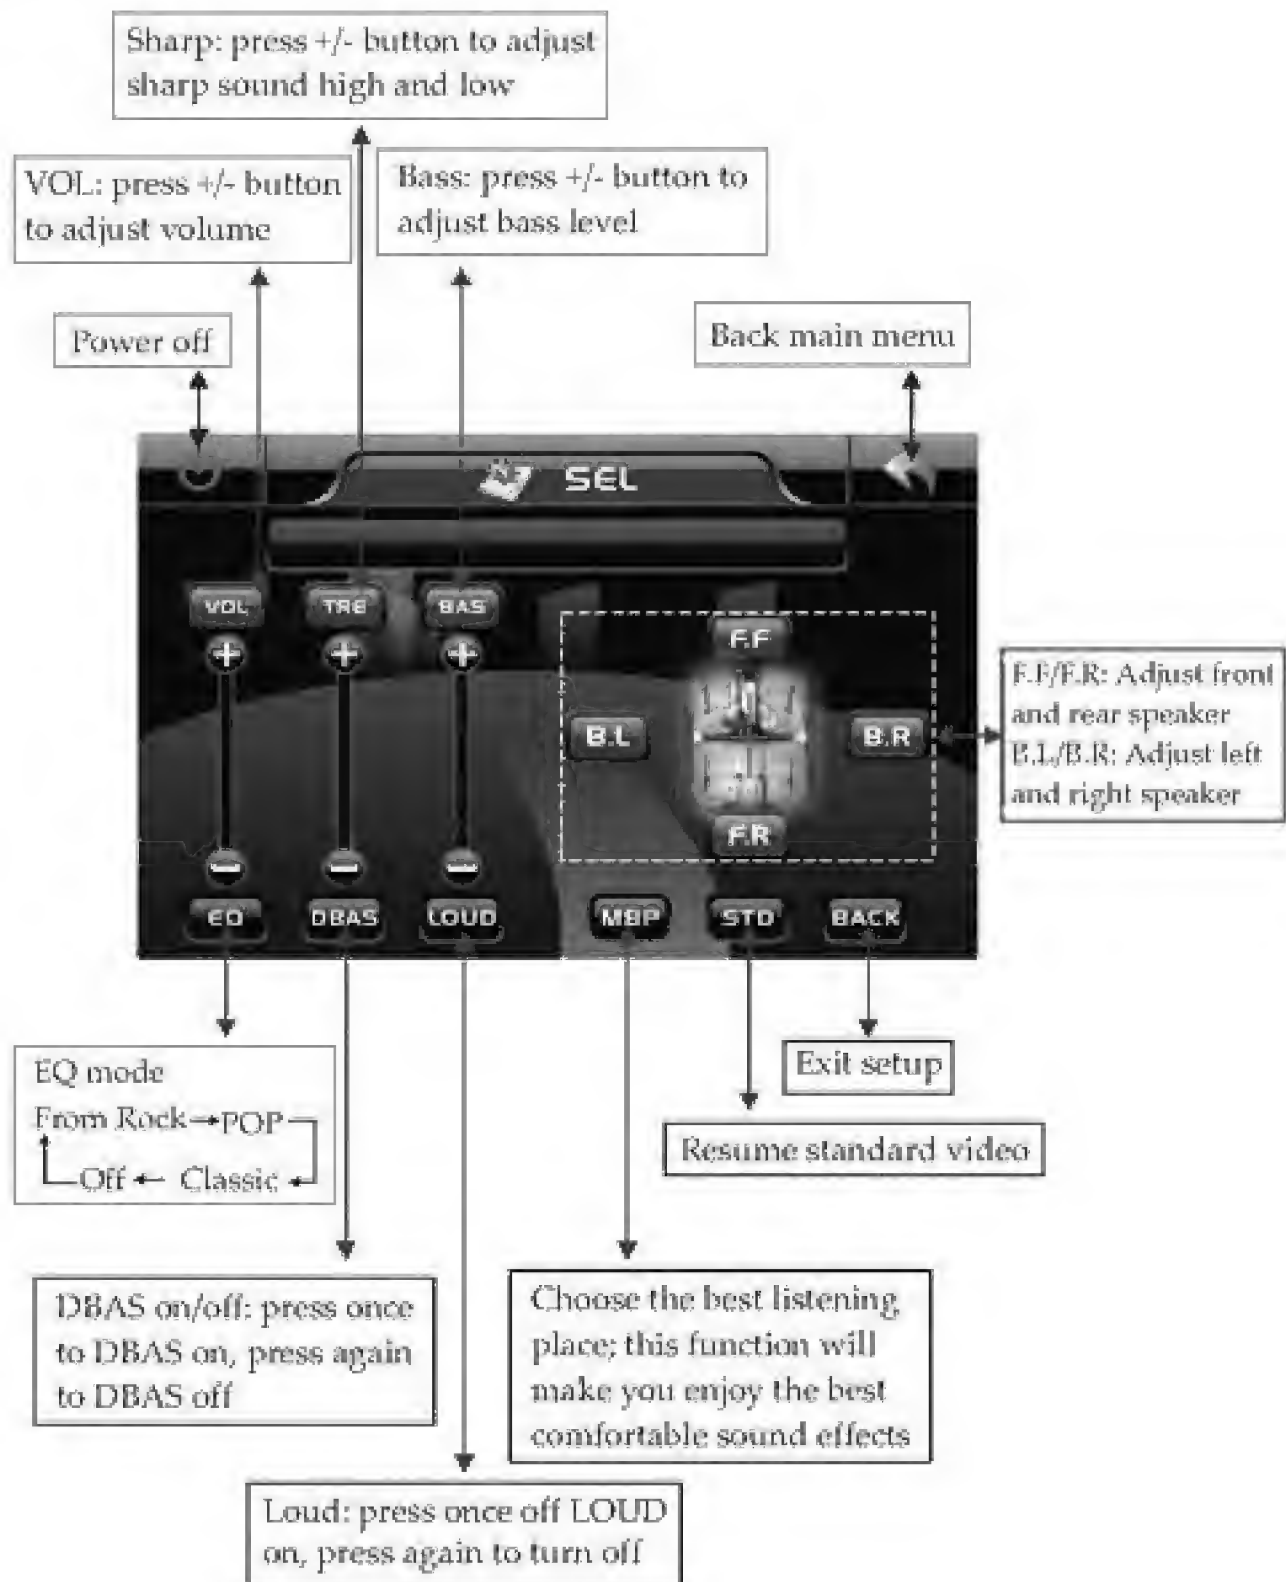 Sharp: press +/- button to adjust
sharp sound high and low
VOL: press +/- button
to adjust volume
Bass: press +/- button to
adjust bass level
Power off
Back main menu
SEL
VOL
TRE
BAS
F.F
B.L
B.R
F.R
F.F/F.R: Adjust front
and rear speaker
B.L/B.R: Adjust left
and right speaker
EQ
DBAS
LOUD
MBP
STD
BACK
EQ mode
From Rock → POP
Off ← Classic
Exit setup
Resume standard video
DBAS on/off: press once
to DBAS on, press again
to DBAS off
Choose the best listening
place; this function will
make you enjoy the best
comfortable sound effects
Loud: press once off LOUD
on, press again to turn off